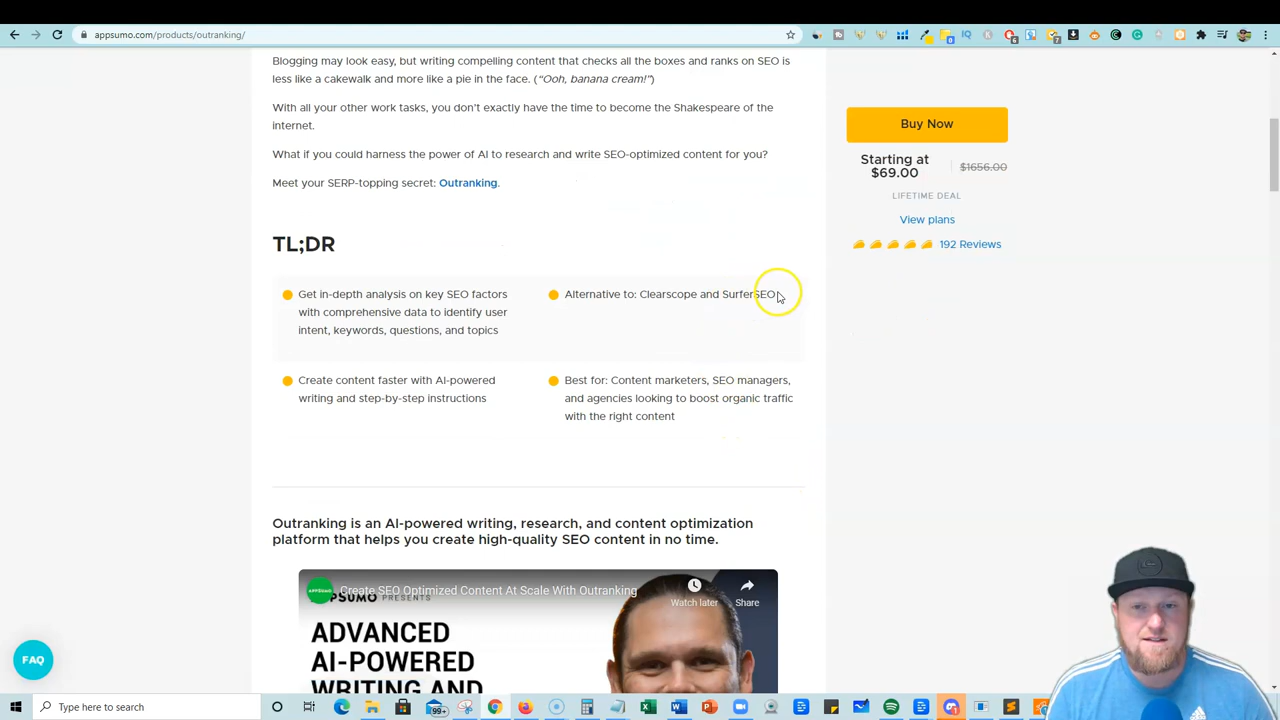 appsumo.com/products/outranking/
Blogging may look easy, but writing compelling content that checks all the boxes and ranks on SEO is
less like a cakewalk and more like a pie in the face. (“Ooh, banana cream!”)
With all your other work tasks, you don’t exactly have the time to become the Shakespeare of the
internet.
What if you could harness the power of AI to research and write SEO-optimized content for you?
Meet your SERP-topping secret: Outranking.
Buy Now
Starting at
$69.00
$1656.00
LIFETIME DEAL
View plans
192 Reviews
TL;DR
Get in-depth analysis on key SEO factors
with comprehensive data to identify user
intent, keywords, questions, and topics
Alternative to: Clearscope and SurferSEO
Create content faster with AI-powered
writing and step-by-step instructions
Best for: Content marketers, SEO managers,
and agencies looking to boost organic traffic
with the right content
Outranking is an AI-powered writing, research, and content optimization
platform that helps you create high-quality SEO content in no time.
Create SEO Optimized Content At Scale With Outranking
Watch later
Share
PRESENTS
ADVANCED
AI-POWERED
WRITING AND
FAQ
Type here to search
99+